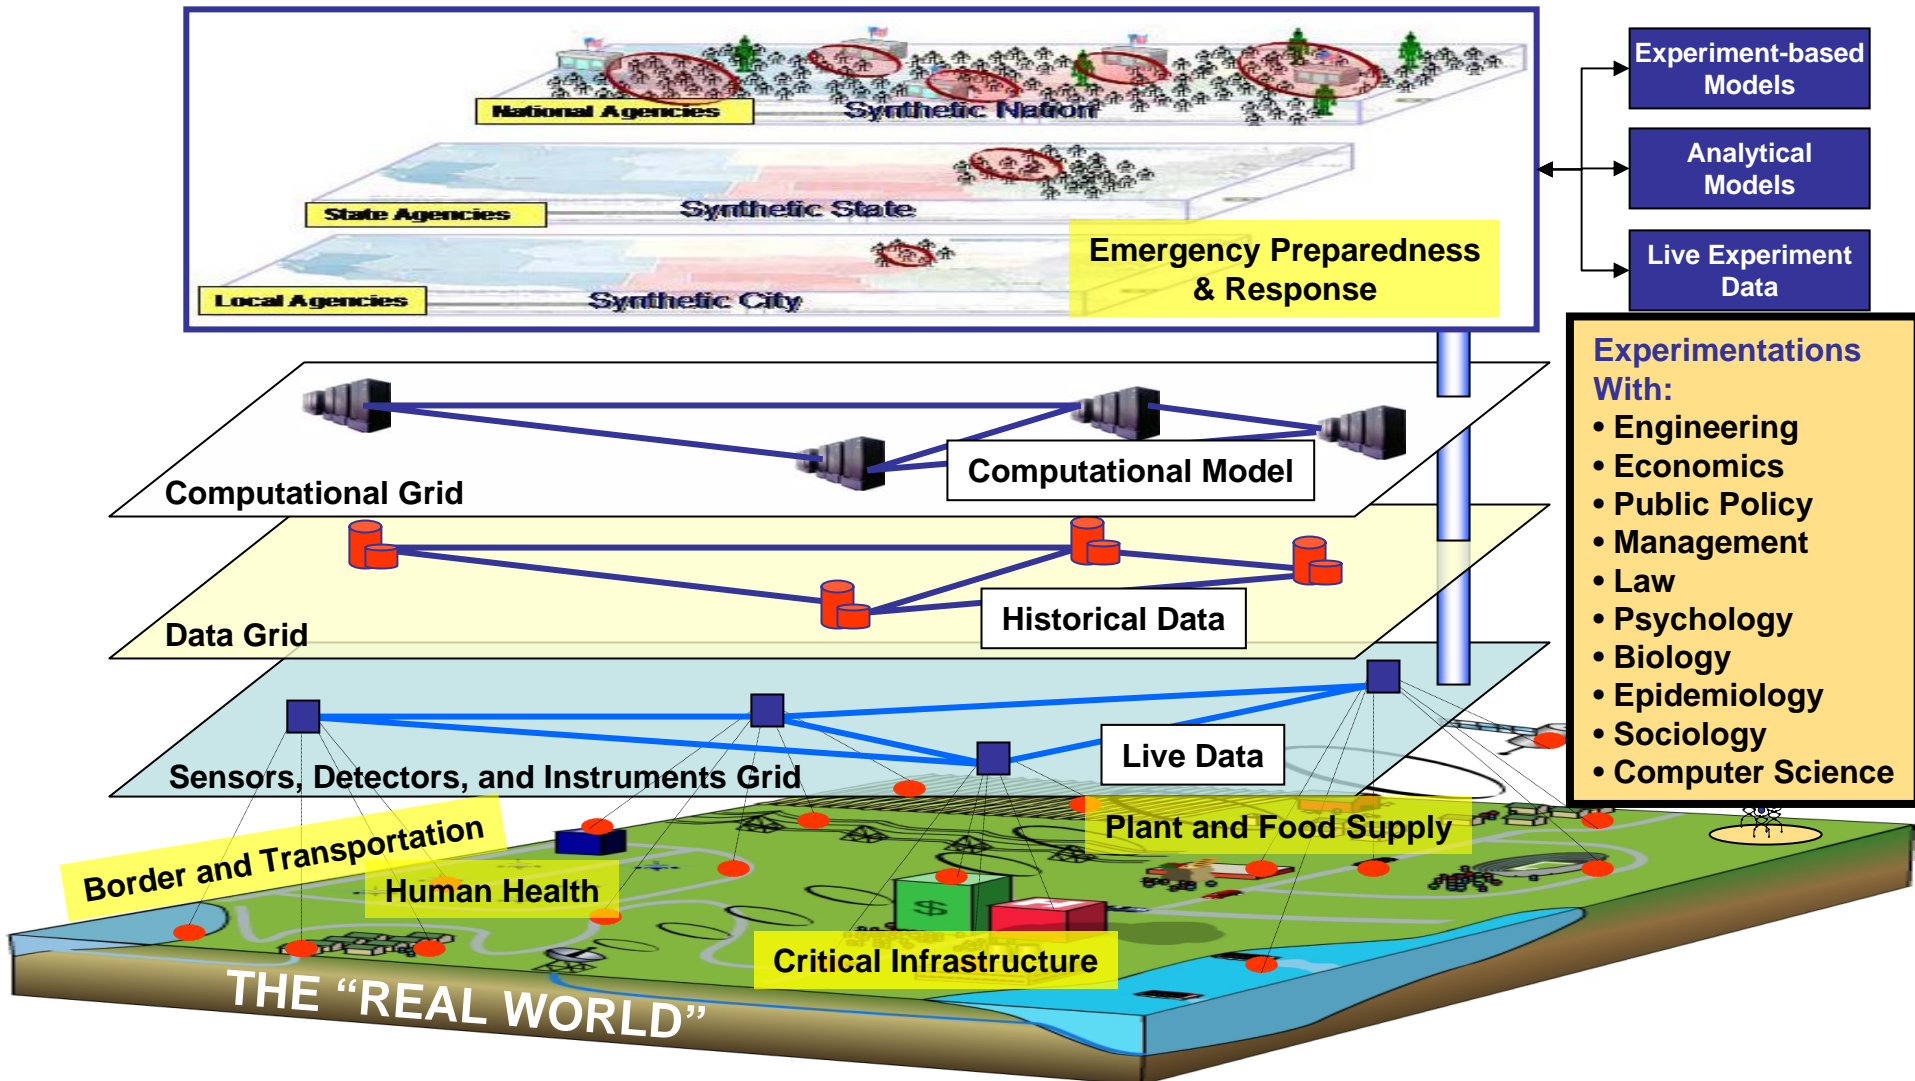 National Agencies
Synthetic Nation
State Agencies
Synthetic State
Local Agencies
Synthetic City
Emergency Preparedness
& Response
Experiment-based
Models
Analytical
Models
Live Experiment
Data
Experimentations
With:
• Engineering
• Economics
• Public Policy
• Management
• Law
• Psychology
• Biology
• Epidemiology
• Sociology
• Computer Science
Computational Model
Computational Grid
Historical Data
Data Grid
Live Data
Sensors, Detectors, and Instruments Grid
Border and Transportation
Human Health
Plant and Food Supply
$
Critical Infrastructure
THE “REAL WORLD”